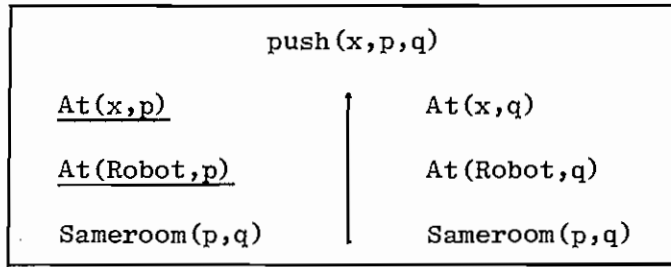 push(x,p,q)
At(x,p) At(x,q)
At(Robot,p) At(Robot,q)
Sameroom(p,q) Sameroom(p,q)